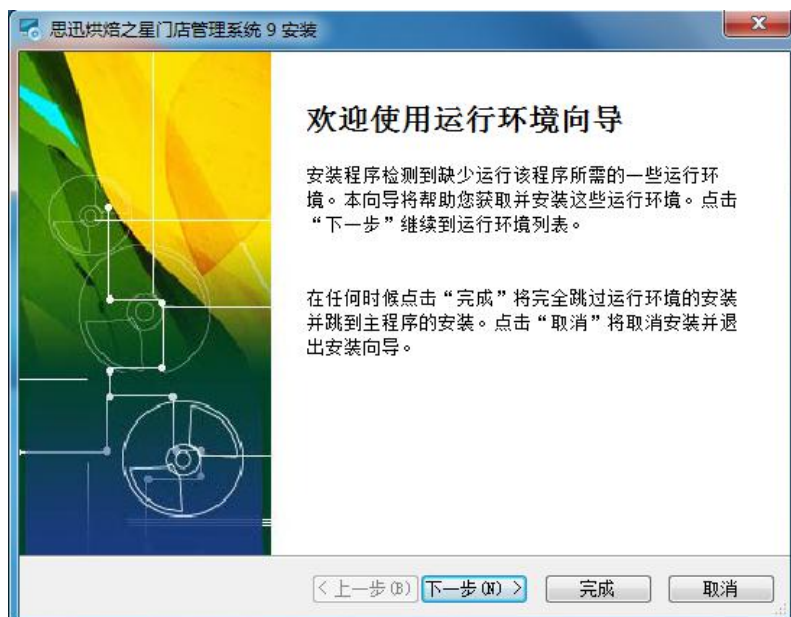 思迅烘焙之星门店管理系统 9 安装
欢迎使用运行环境向导
安装程序检测到缺少运行该程序所需的一些运行环
境。本向导将帮助您获取并安装这些运行环境。点击
“下一步”继续到运行环境列表。
在任何时候点击“完成”将完全跳过运行环境的安装
并跳到主程序的安装。点击“取消”将取消安装并退
出安装向导。
< 上一步(B) 下一步(N) > 完成 取消